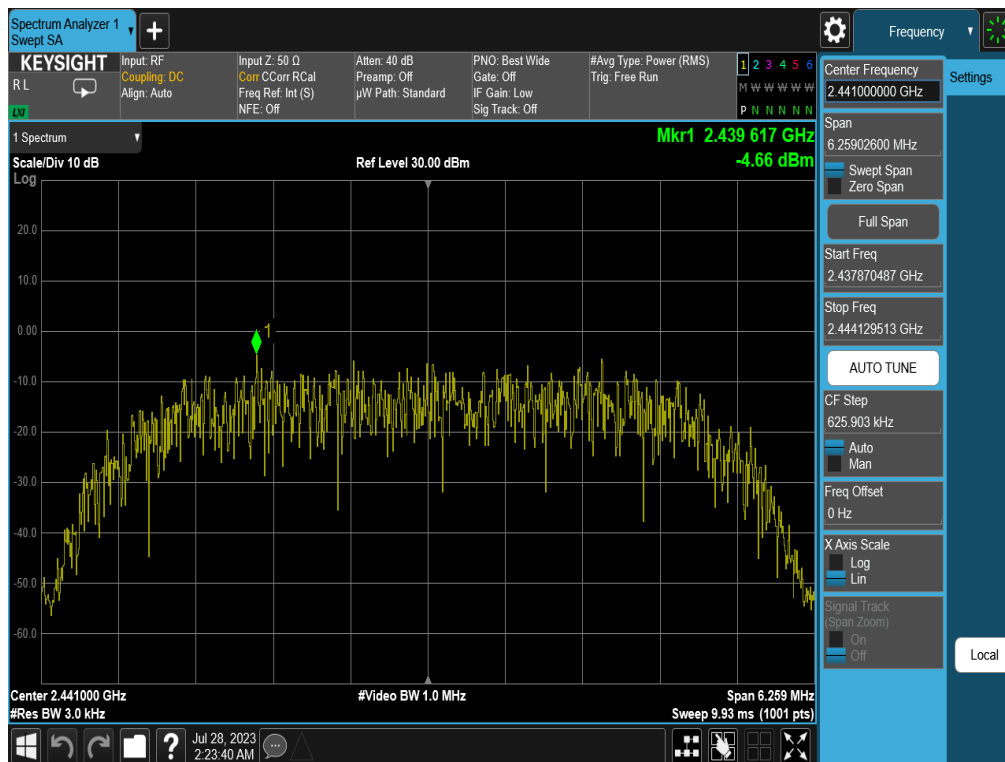 Spectrum Analyzer 1
Swept SA
Frequency
KEYSIGHT
R L
LXI
Input: RF
Coupling: DC
Align: Auto
Input Z: 50 Ω
Corr CCorr RCal
Freq Ref: Int (S)
NFE: Off
Atten: 40 dB
Preamp: Off
µW Path: Standard
PNO: Best Wide
Gate: Off
IF Gain: Low
Sig Track: Off
#Avg Type: Power (RMS)
Trig: Free Run
1 2 3 4 5 6
M W W W W W
P N N N N N
1 Spectrum
Scale/Div 10 dB
Ref Level 30.00 dBm
Mkr1 2.439 617 GHz
-4.66 dBm
Log
20.0
10.0
0.00
-10.0
-20.0
-30.0
-40.0
-50.0
-60.0
1
Center 2.441000 GHz
#Video BW 1.0 MHz
Span 6.259 MHz
#Res BW 3.0 kHz
Sweep 9.93 ms (1001 pts)
Jul 28, 2023
2:23:40 AM
Center Frequency
2.441000000 GHz
Settings
Span
6.25902600 MHz
Swept Span
Zero Span
Full Span
Start Freq
2.437870487 GHz
Stop Freq
2.444129513 GHz
AUTO TUNE
CF Step
625.903 kHz
Auto
Man
Freq Offset
0 Hz
X Axis Scale
Log
Lin
Signal Track
(Span Zoom)
On
Off
Local